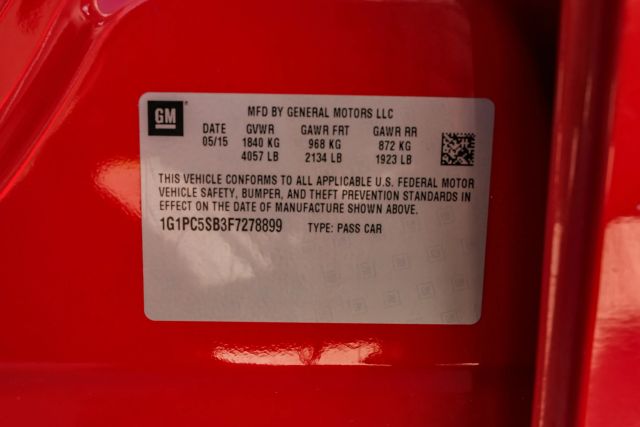 GM
MFD BY GENERAL MOTORS LLC
DATE GVWR GAWR FRT GAWR RR
05/15 1840 KG 968 KG 872 KG
4057 LB 2134 LB 1923 LB
THIS VEHICLE CONFORMS TO ALL APPLICABLE U.S. FEDERAL MOTOR
VEHICLE SAFETY, BUMPER, AND THEFT PREVENTION STANDARDS IN
EFFECT ON THE DATE OF MANUFACTURE SHOWN ABOVE.
1G1PC5SB3F7278899 TYPE: PASS CAR